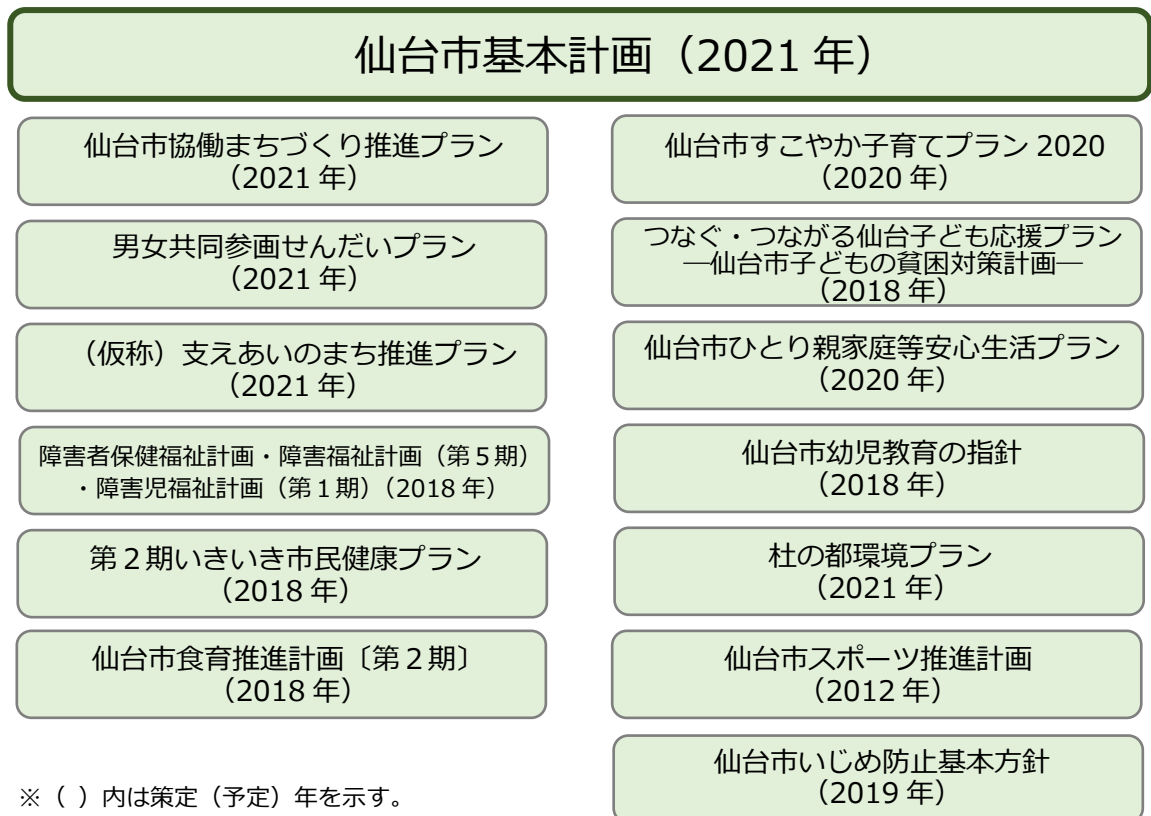 仙台市基本計画（2021 年）
仙台市協働まちづくり推進プラン
（2021 年）
男女共同参画せんだいプラン
（2021 年）
（仮称）支えあいのまち推進プラン
（2021 年）
障害者保健福祉計画・障害福祉計画（第５期）
・障害児福祉計画（第１期）（2018 年）
第２期いきいき市民健康プラン
（2018 年）
仙台市食育推進計画〔第２期〕
（2018 年）
※（ ）内は策定（予定）年を示す。
仙台市すこやか子育てプラン 2020
（2020 年）
つなぐ・つながる仙台子ども応援プラン
―仙台市子どもの貧困対策計画―
（2018 年）
仙台市ひとり親家庭等安心生活プラン
（2020 年）
仙台市幼児教育の指針
（2018 年）
杜の都環境プラン
（2021 年）
仙台市スポーツ推進計画
（2012 年）
仙台市いじめ防止基本方針
（2019 年）